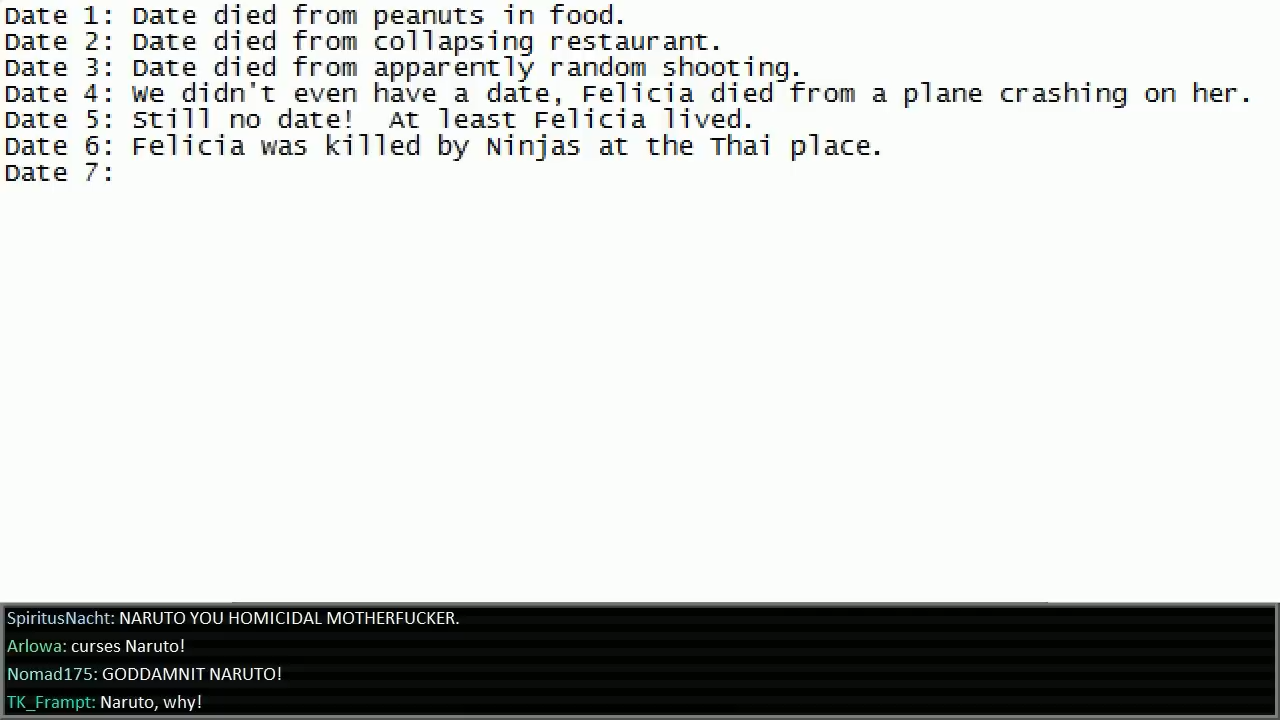 Date 1: Date died from peanuts in food.
Date 2: Date died from collapsing restaurant.
Date 3: Date died from apparently random shooting.
Date 4: We didn't even have a date, Felicia died from a plane crashing on her.
Date 5: Still no date!  At least Felicia lived.
Date 6: Felicia was killed by Ninjas at the Thai place.
Date 7:
SpiritusNacht: NARUTO YOU HOMICIDAL MOTHERFUCKER.
Arlowa: curses Naruto!
Nomad175: GODDAMNIT NARUTO!
TK_Frampt: Naruto, why!